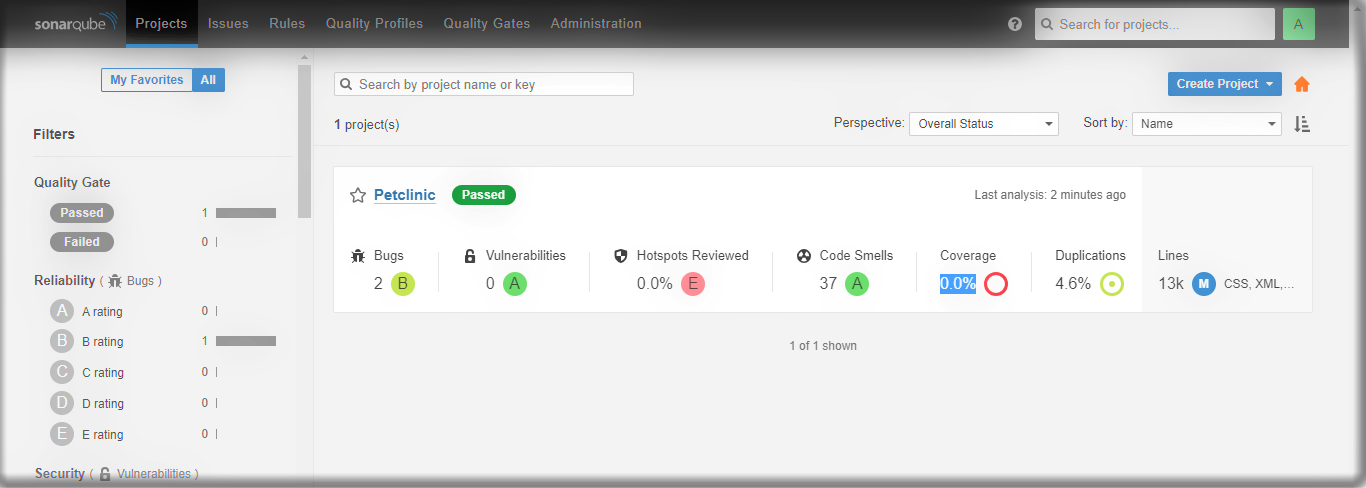 sonarqube Projects Issues Rules Quality Profiles Quality Gates Administration ? Search for projects... A
My Favorites All
Search by project name or key
Create Project
1 project(s)
Perspective: Overall Status
Sort by: Name
Filters
Quality Gate
Passed 1
Failed 0
Reliability ( Bugs )
A A rating 0
B B rating 1
C C rating 0
D D rating 0
E E rating 0
Security ( Vulnerabilities )
Petclinic Passed Last analysis: 2 minutes ago
Bugs Vulnerabilities Hotspots Reviewed Code Smells Coverage Duplications Lines
2 B 0 A 0.0% E 37 A 0.0% 4.6% 13k M CSS, XML,...
1 of 1 shown